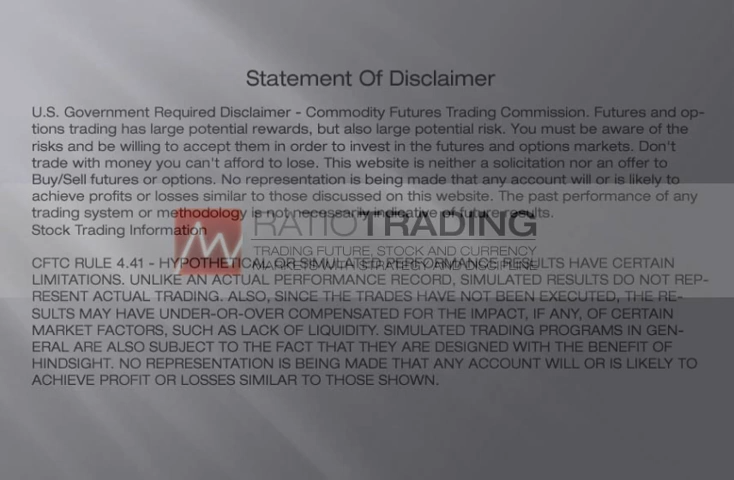 Statement Of Disclaimer
U.S. Government Required Disclaimer - Commodity Futures Trading Commission. Futures and op-
tions trading has large potential rewards, but also large potential risk. You must be aware of the
risks and be willing to accept them in order to invest in the futures and options markets. Don't
trade with money you can't afford to lose. This website is neither a solicitation nor an offer to
Buy/Sell futures or options. No representation is being made that any account will or is likely to
achieve profits or losses similar to those discussed on this website. The past performance of any
trading system or methodology is not necessarily indicative of future results.
RATIOTRADING
Stock Trading Information
TRADING FUTURE, STOCK AND CURRENCY
MARKETS WITH STRATEGY AND DISCIPLINE
CFTC RULE 4.41 - HYPOTHETICAL OR SIMULATED PERFORMANCE RESULTS HAVE CERTAIN
LIMITATIONS. UNLIKE AN ACTUAL PERFORMANCE RECORD, SIMULATED RESULTS DO NOT REP-
RESENT ACTUAL TRADING. ALSO, SINCE THE TRADES HAVE NOT BEEN EXECUTED, THE RE-
SULTS MAY HAVE UNDER-OR-OVER COMPENSATED FOR THE IMPACT, IF ANY, OF CERTAIN
MARKET FACTORS, SUCH AS LACK OF LIQUIDITY. SIMULATED TRADING PROGRAMS IN GEN-
ERAL ARE ALSO SUBJECT TO THE FACT THAT THEY ARE DESIGNED WITH THE BENEFIT OF
HINDSIGHT. NO REPRESENTATION IS BEING MADE THAT ANY ACCOUNT WILL OR IS LIKELY TO
ACHIEVE PROFIT OR LOSSES SIMILAR TO THOSE SHOWN.